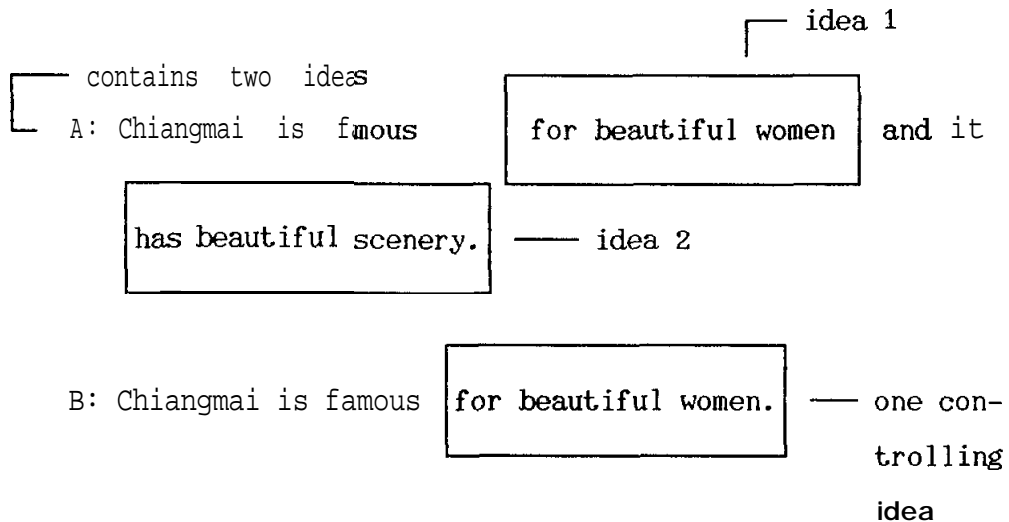 idea 1
contains two ideas
A: Chiangmai is famous for beautiful women and it
has beautiful scenery. idea 2
B: Chiangmai is famous for beautiful women. one con-
trolling
idea